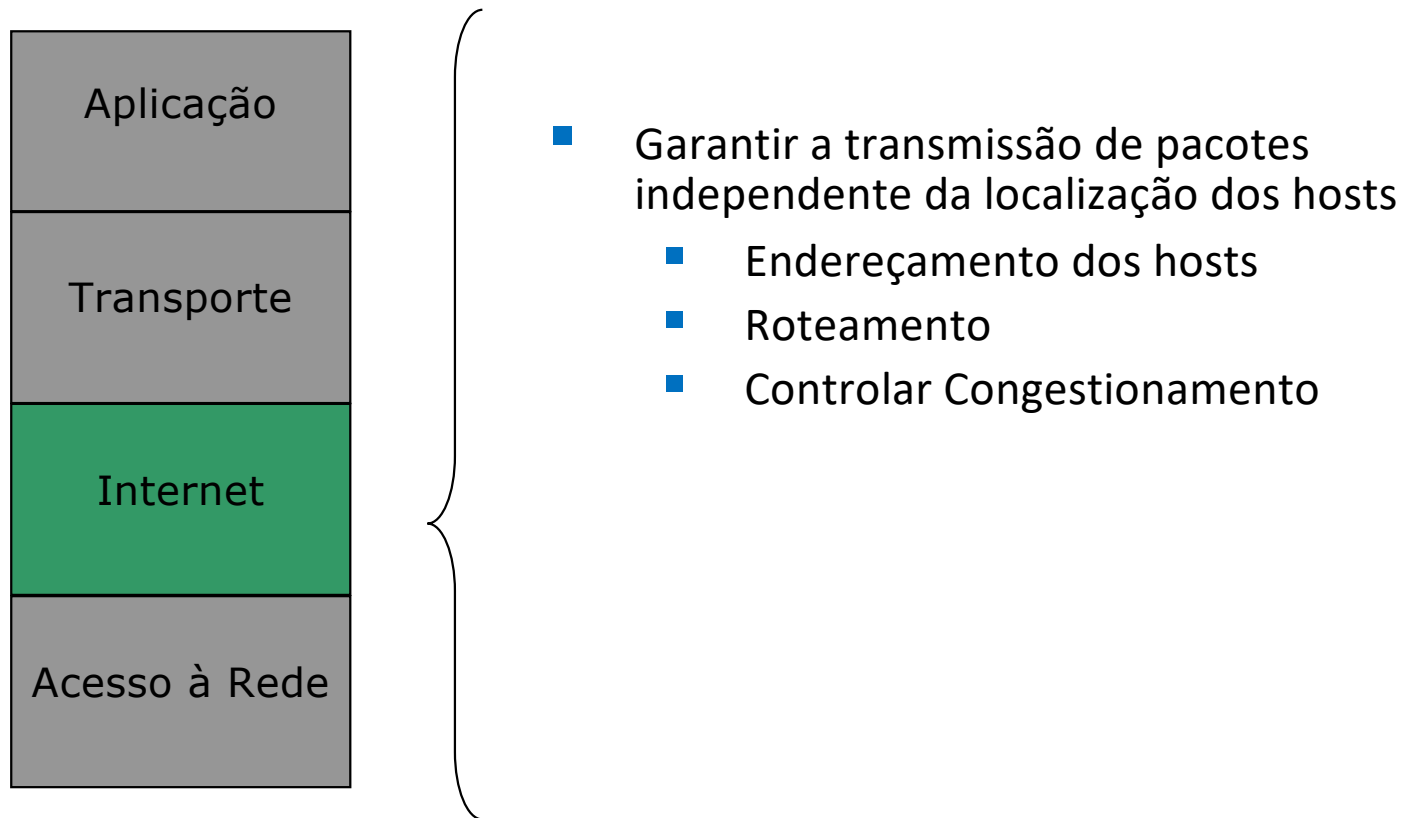 Aplicação
Transporte
Internet
Acesso à Rede
Garantir a transmissão de pacotes
independente da localização dos hosts
Endereçamento dos hosts
Roteamento
Controlar Congestionamento